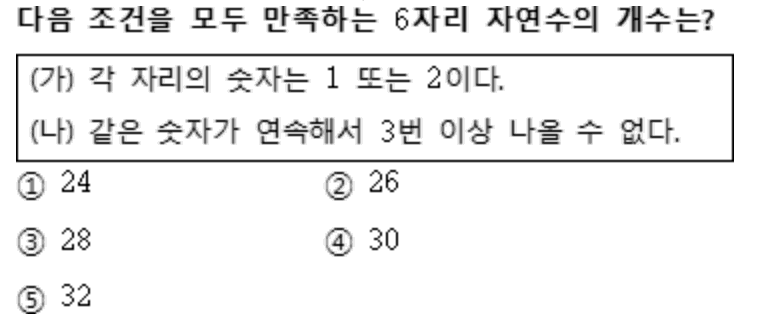 다음 조건을 모두 만족하는 6자리 자연수의 개수는?
(가) 각 자리의 숫자는 1 또는 2이다.
(나) 같은 숫자가 연속해서 3번 이상 나올 수 없다.
① 24 ② 26
③ 28 ④ 30
⑤ 32